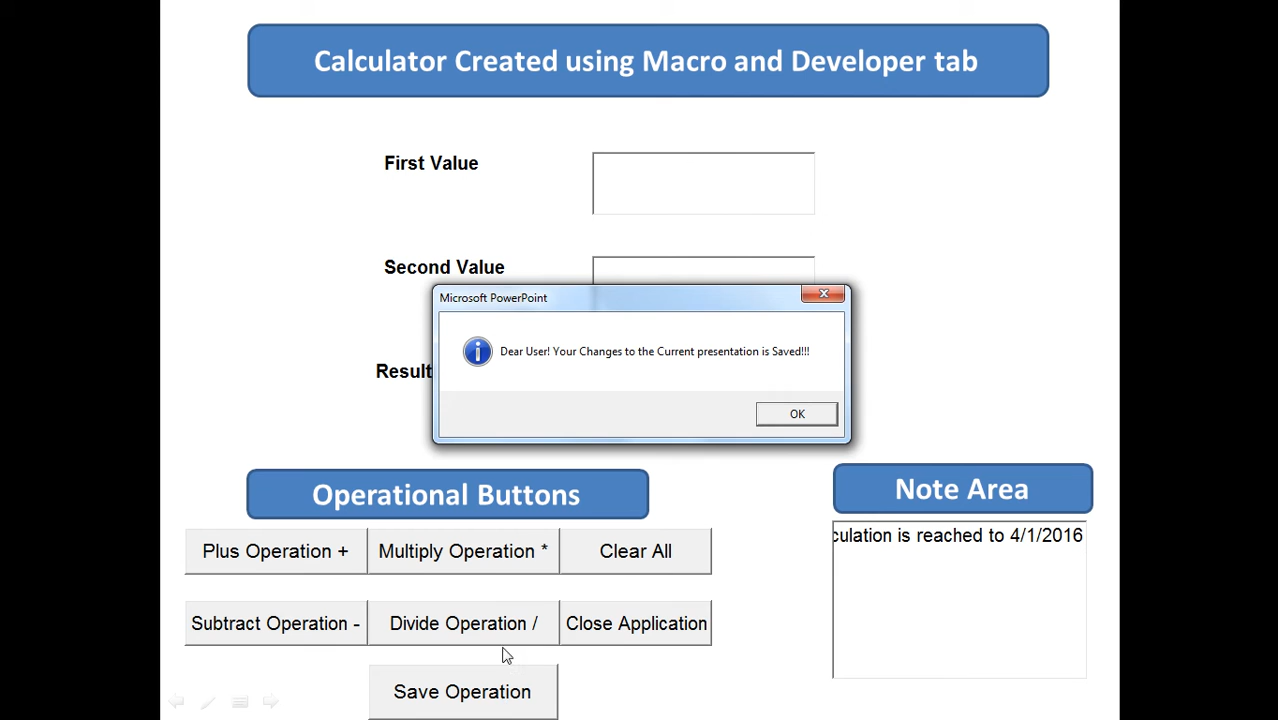 Calculator Created using Macro and Developer tab
First Value
Second Value
Microsoft PowerPoint
Dear User! Your Changes to the Current presentation is Saved!!!
Result
OK
Operational Buttons
Note Area
Plus Operation +
Multiply Operation *
Clear All
culation is reached to 4/1/2016
Subtract Operation -
Divide Operation /
Close Application
Save Operation